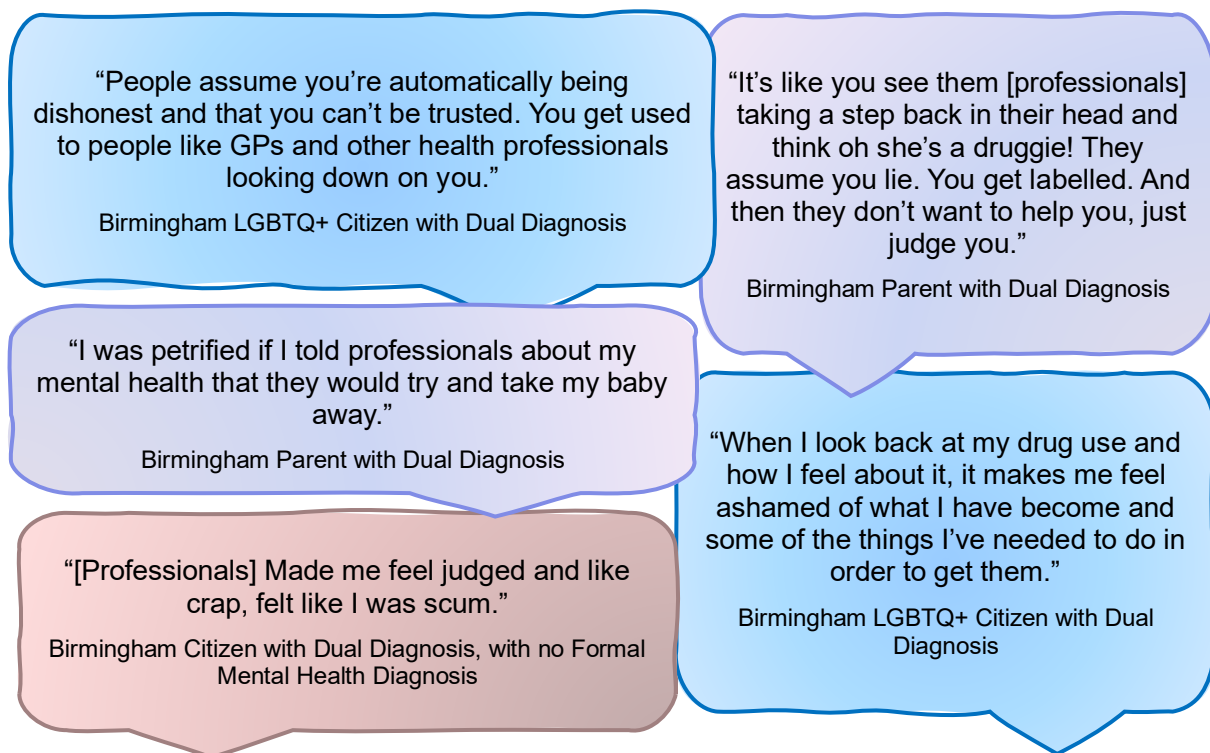 “People assume you’re automatically being
dishonest and that you can’t be trusted. You get used
to people like GPs and other health professionals
looking down on you.”
Birmingham LGBTQ+ Citizen with Dual Diagnosis
“It’s like you see them [professionals]
taking a step back in their head and
think oh she’s a druggie! They
assume you lie. You get labelled. And
then they don’t want to help you, just
judge you.”
Birmingham Parent with Dual Diagnosis
“I was petrified if I told professionals about my
mental health that they would try and take my baby
away.”
Birmingham Parent with Dual Diagnosis
“When I look back at my drug use and
how I feel about it, it makes me feel
ashamed of what I have become and
some of the things I’ve needed to do in
order to get them.”
Birmingham LGBTQ+ Citizen with Dual
Diagnosis
“[Professionals] Made me feel judged and like
crap, felt like I was scum.”
Birmingham Citizen with Dual Diagnosis, with no Formal
Mental Health Diagnosis